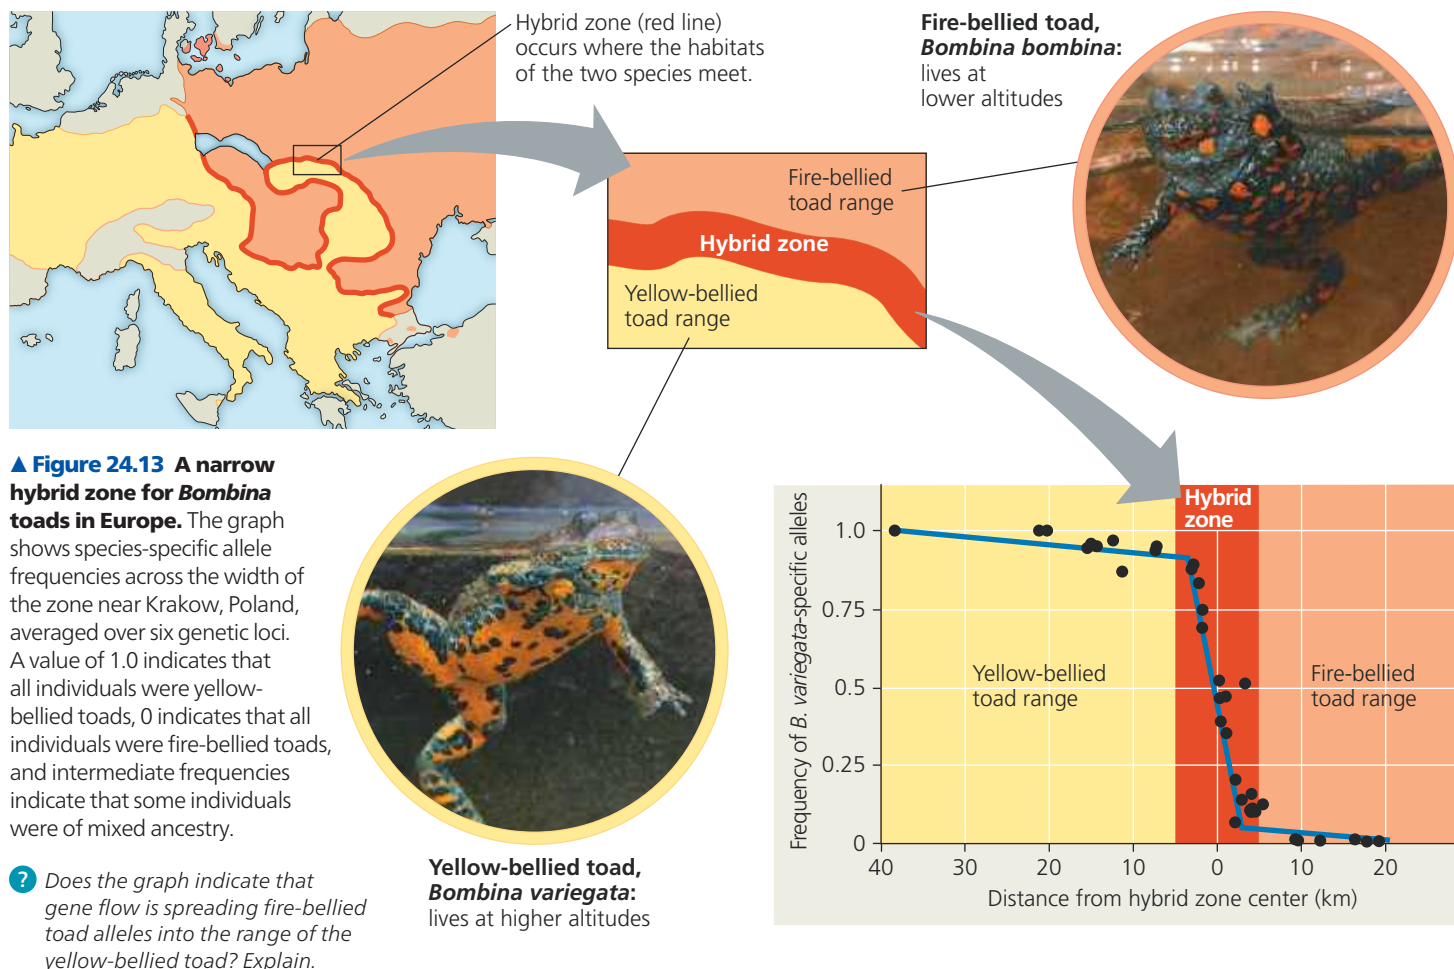 Hybrid zone (red line)
occurs where the habitats
of the two species meet.
Fire-bellied toad,
Bombina bombina:
lives at
lower altitudes
Fire-bellied
toad range
Hybrid zone
Yellow-bellied
toad range
▲ Figure 24.13 A narrow
hybrid zone for Bombina
toads in Europe. The graph
shows species-specific allele
frequencies across the width of
the zone near Krakow, Poland,
averaged over six genetic loci.
A value of 1.0 indicates that
all individuals were yellow-
bellied toads, 0 indicates that all
individuals were fire-bellied toads,
and intermediate frequencies
indicate that some individuals
were of mixed ancestry.
? Does the graph indicate that
gene flow is spreading fire-bellied
toad alleles into the range of the
yellow-bellied toad? Explain.
Yellow-bellied toad,
Bombina variegata:
lives at higher altitudes
Frequency of B. variegata-specific alleles
Hybrid
zone
1.0
0.75
0.5
0.25
0
Yellow-bellied
toad range
Fire-bellied
toad range
40 30 20 10 0 10 20
Distance from hybrid zone center (km)